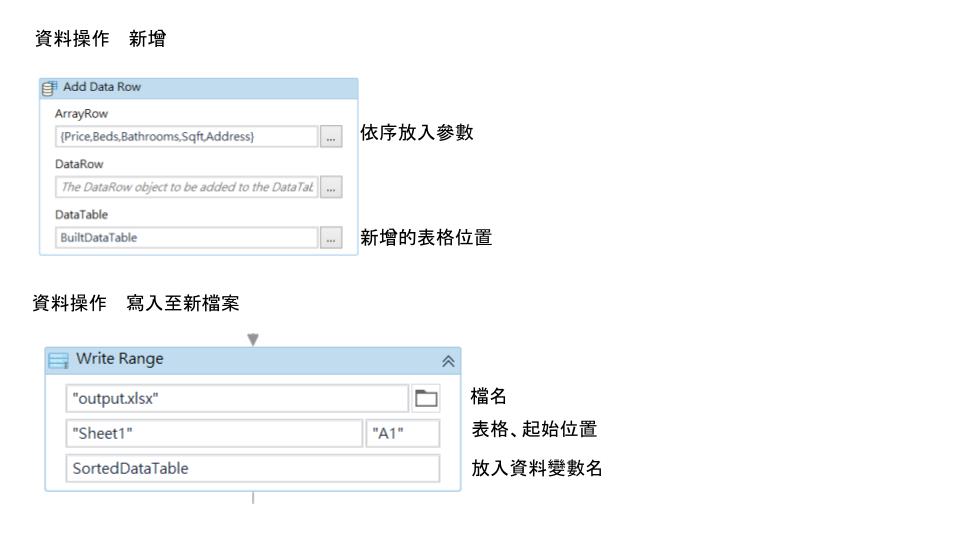 資料操作　新增
Add Data Row
ArrayRow
{Price,Beds,Bathrooms,Sqft,Address}
...
依序放入參數
DataRow
The DataRow object to be added to the DataTab
...
DataTable
BuiltDataTable
...
新增的表格位置
資料操作　寫入至新檔案
Write Range
"output.xlsx"
檔名
"Sheet1"
"A1"
表格、起始位置
SortedDataTable
放入資料變數名